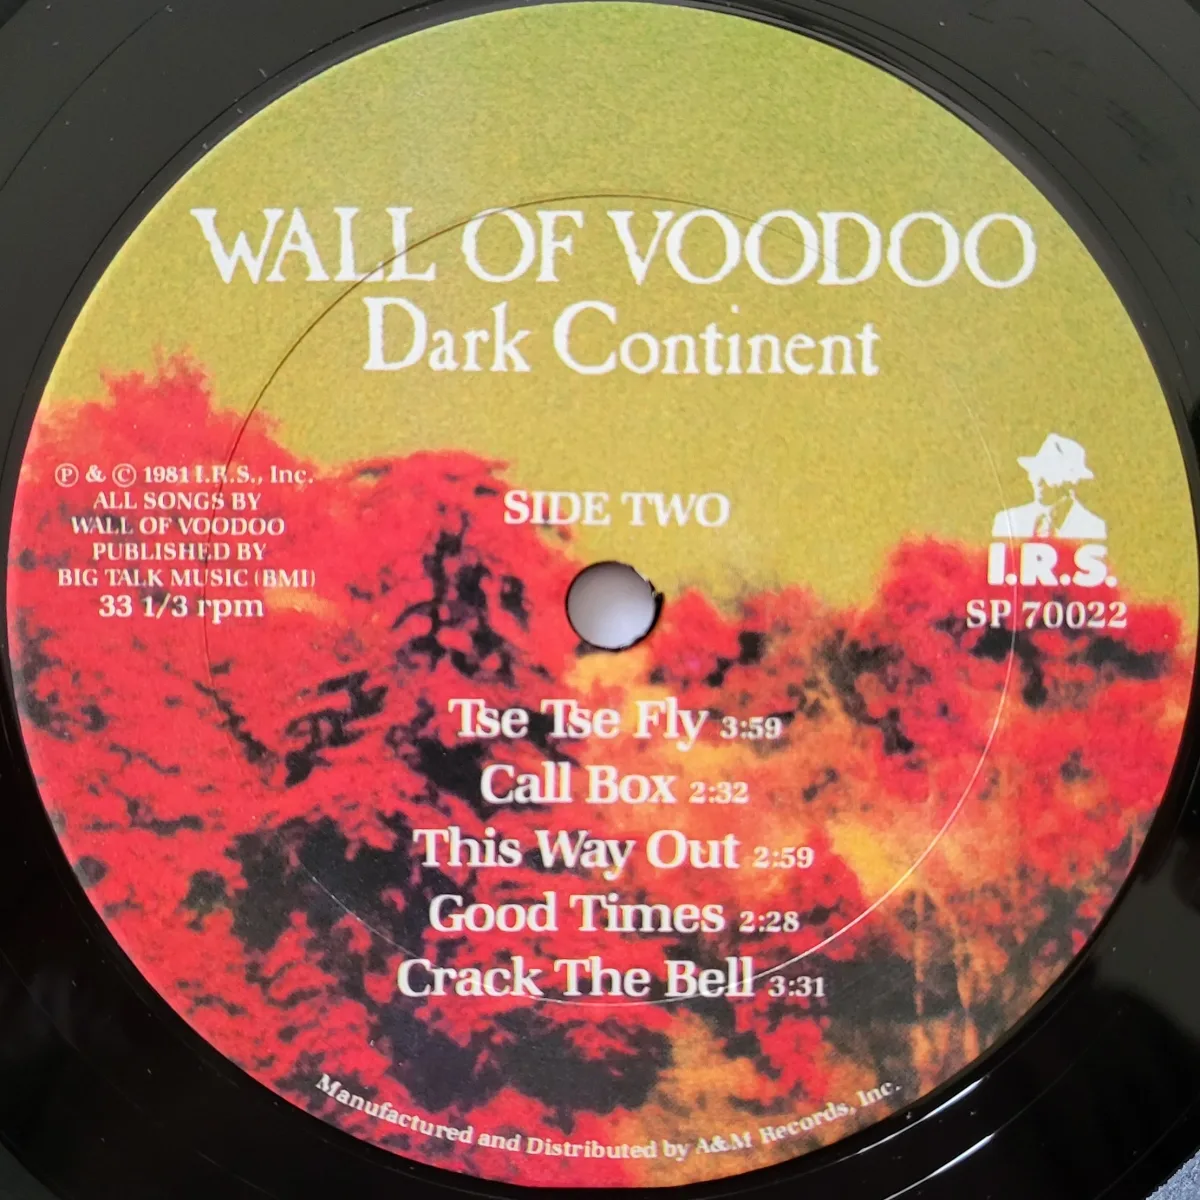 WALL OF VOODOO
Dark Continent
℗ & © 1981 I.R.S., Inc.
ALL SONGS BY
WALL OF VOODOO
PUBLISHED BY
BIG TALK MUSIC (BMI)
33 1/3 rpm
SIDE TWO
I.R.S.
SP 70022
Tse Tse Fly 3:59
Call Box 2:32
This Way Out 2:59
Good Times 2:28
Crack The Bell 3:31
Manufactured and Distributed by A&M Records, Inc.